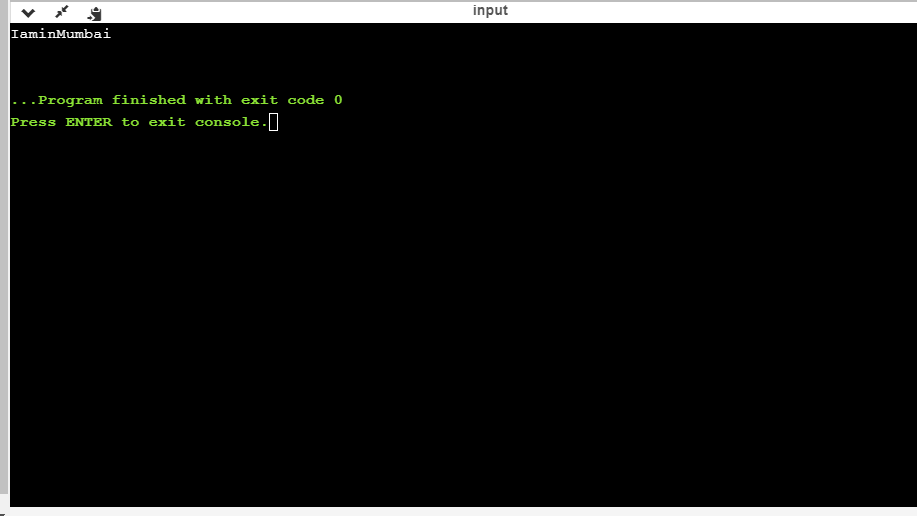 input
IaminMumbai
...Program finished with exit code 0
Press ENTER to exit console.